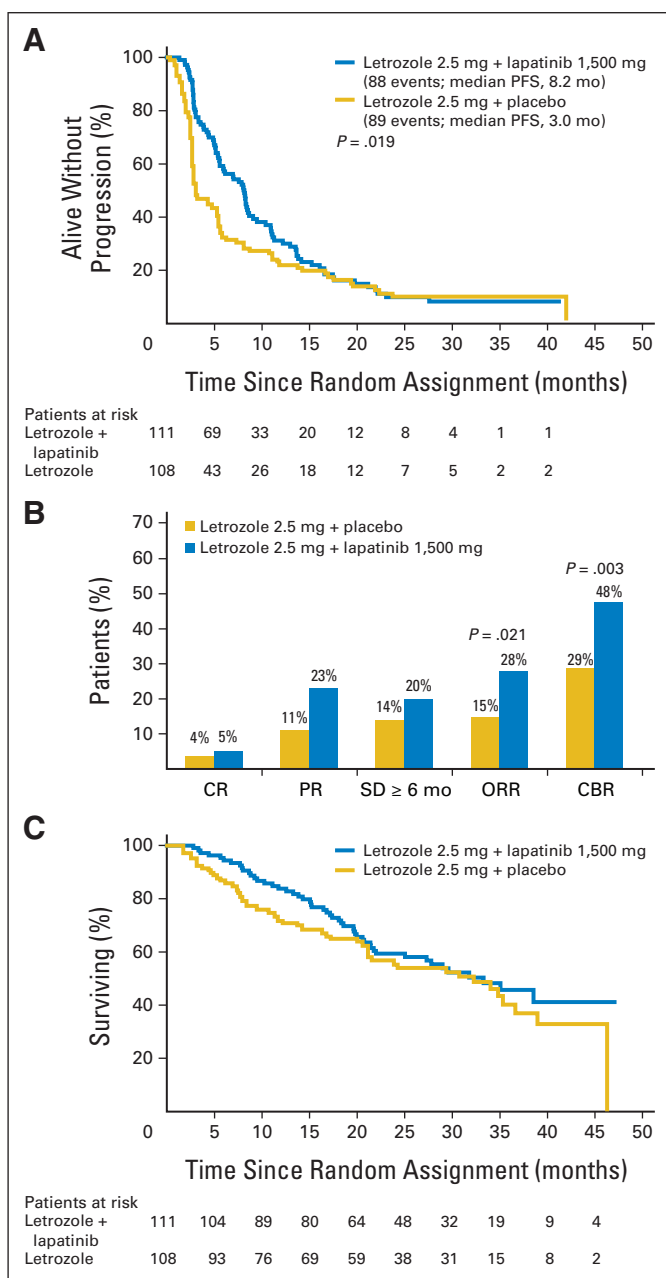 A
Alive Without
Progression (%)
100
80
60
40
20
Letrozole 2.5 mg + lapatinib 1,500 mg
(88 events; median PFS, 8.2 mo)
Letrozole 2.5 mg + placebo
(89 events; median PFS, 3.0 mo)
P = .019
0 5 10 15 20 25 30 35 40 45 50
Time Since Random Assignment (months)
Patients at risk
Letrozole + 111 69 33 20 12 8 4 1 1
lapatinib
Letrozole 108 43 26 18 12 7 5 2 2
B
Patients (%)
70
60
50
40
30
20
10
Letrozole 2.5 mg + placebo
Letrozole 2.5 mg + lapatinib 1,500 mg
P = .003
48%
P = .021
23% 20% 28% 29%
4% 5% 11% 14% 15%
CR PR SD ≥ 6 mo ORR CBR
C
Surviving (%)
100
80
60
40
20
Letrozole 2.5 mg + lapatinib 1,500 mg
Letrozole 2.5 mg + placebo
0 5 10 15 20 25 30 35 40 45 50
Time Since Random Assignment (months)
Patients at risk
Letrozole + 111 104 89 80 64 48 32 19 9 4
lapatinib
Letrozole 108 93 76 69 59 38 31 15 8 2